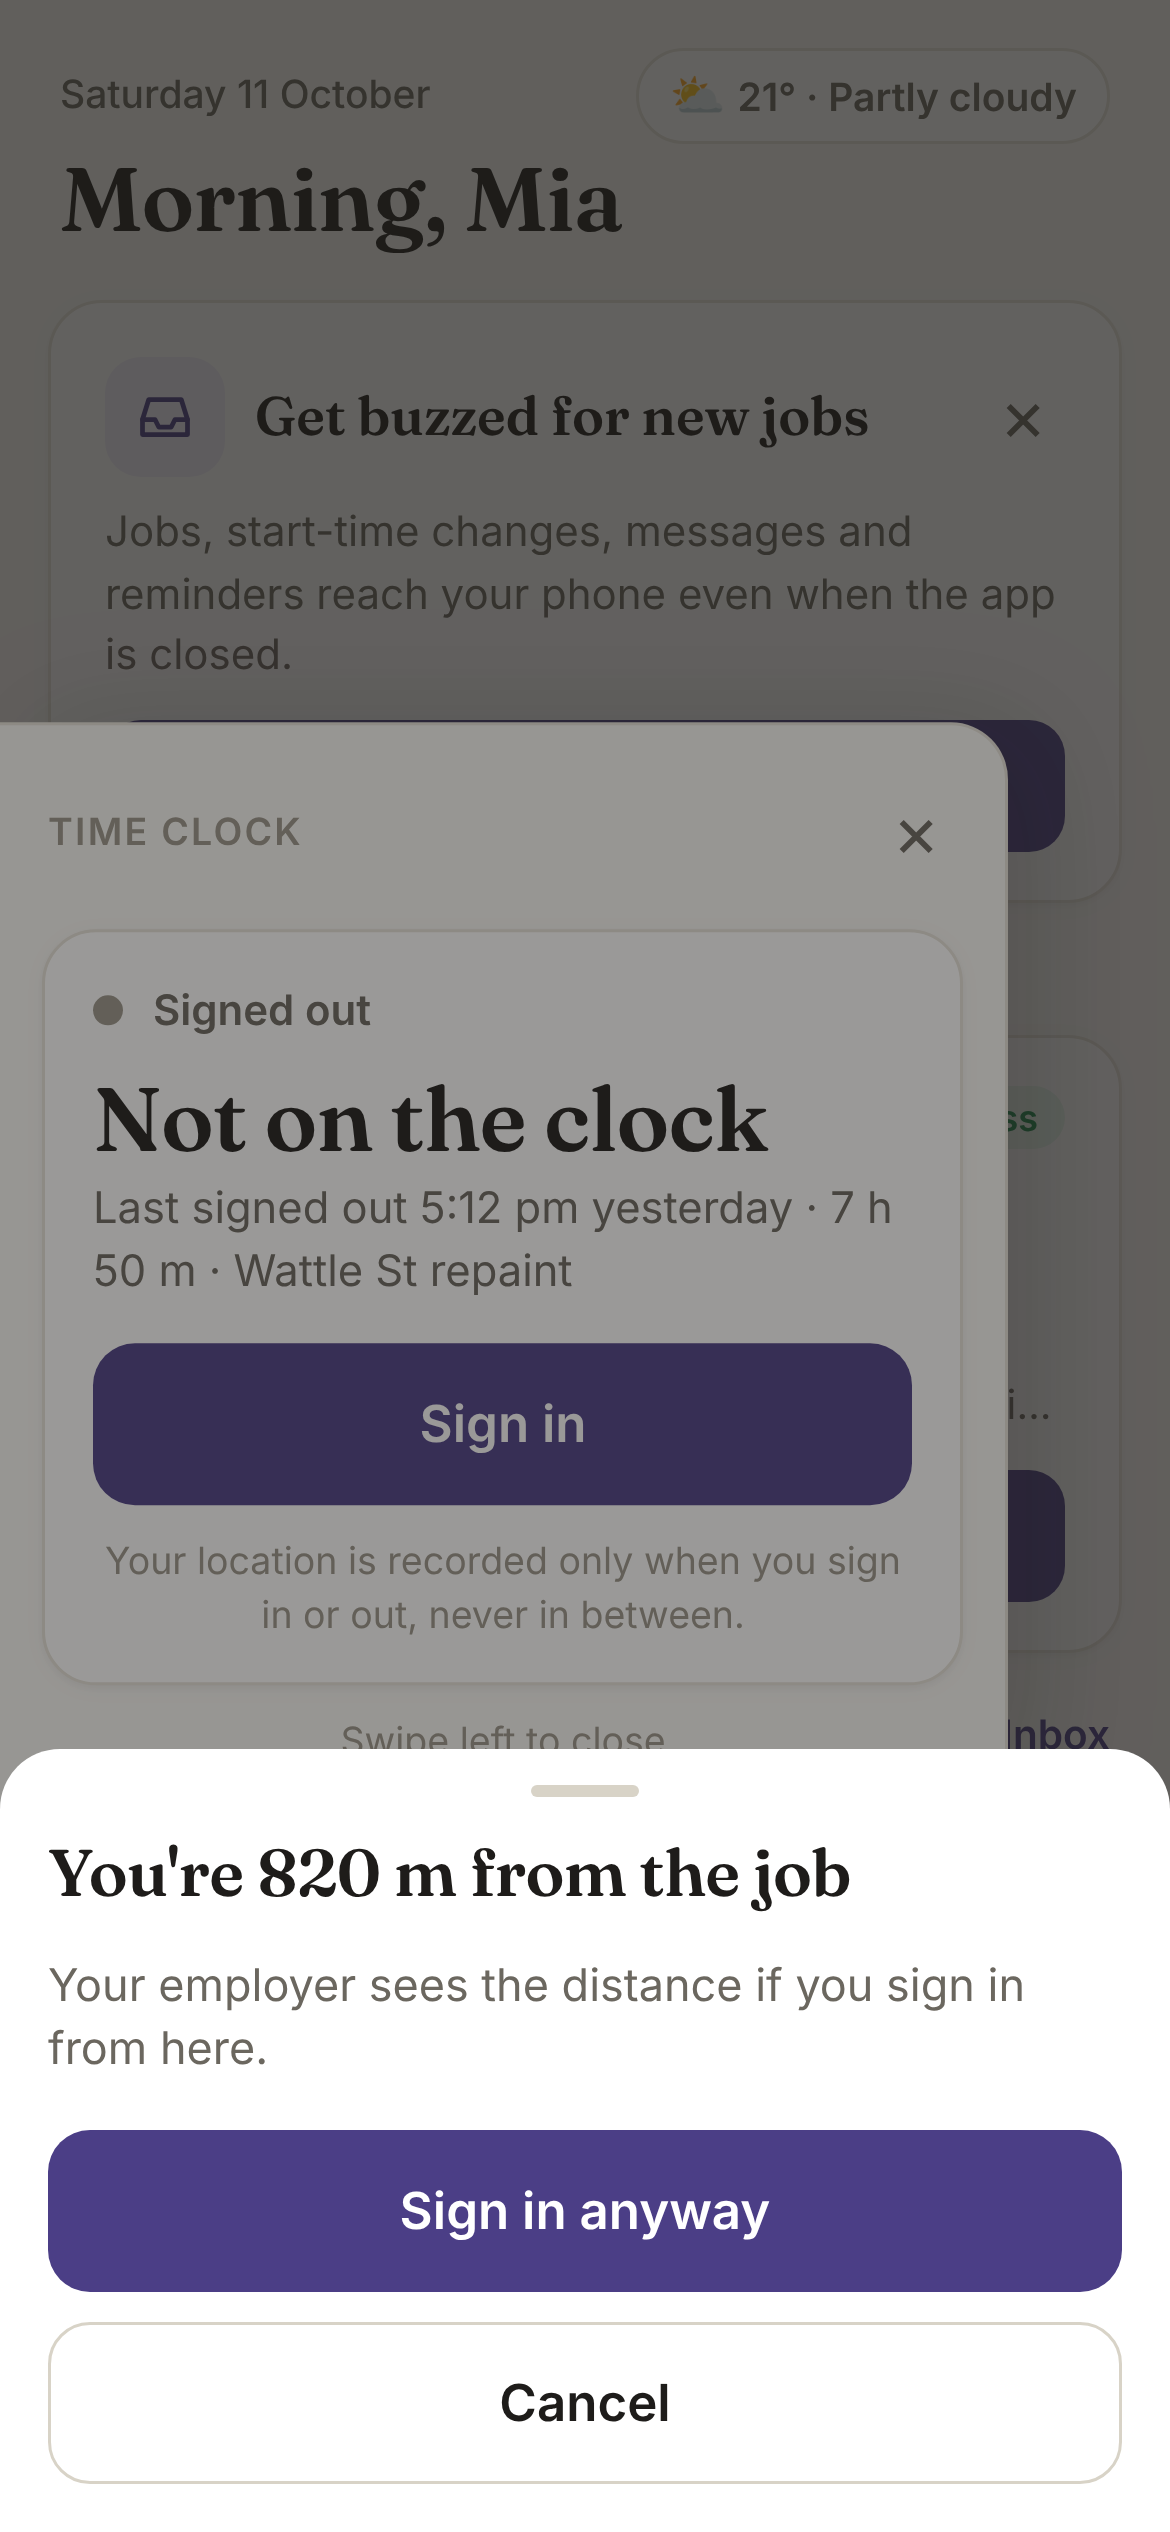 Saturday 11 October
21° · Partly cloudy
Morning, Mia
Get buzzed for new jobs
Jobs, start-time changes, messages and
reminders reach your phone even when the app
is closed.
TIME CLOCK
Signed out
Not on the clock
Last signed out 5:12 pm yesterday · 7 h
50 m · Wattle St repaint
Sign in
Your location is recorded only when you sign
in or out, never in between.
Swipe left to close
Inbox
You're 820 m from the job
Your employer sees the distance if you sign in
from here.
Sign in anyway
Cancel